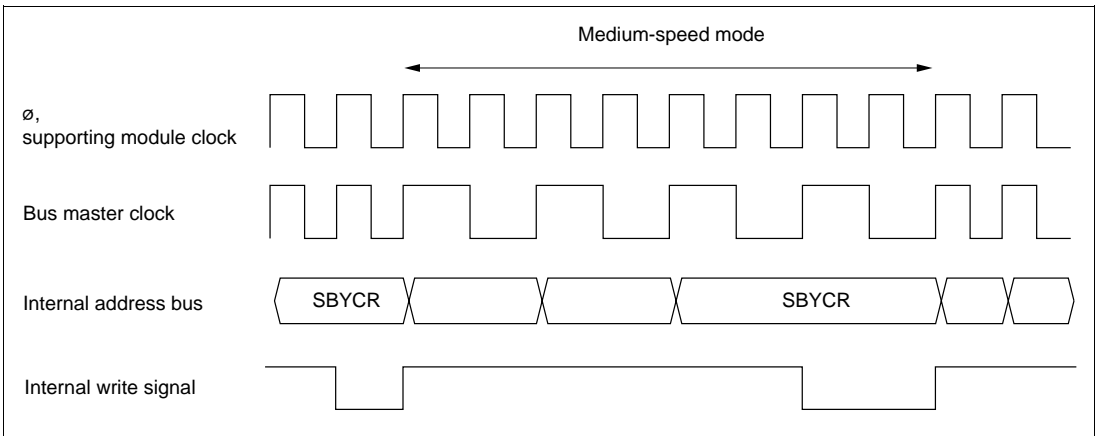 Medium-speed mode
ø,
supporting module clock
Bus master clock
Internal address bus
SBYCR
SBYCR
Internal write signal